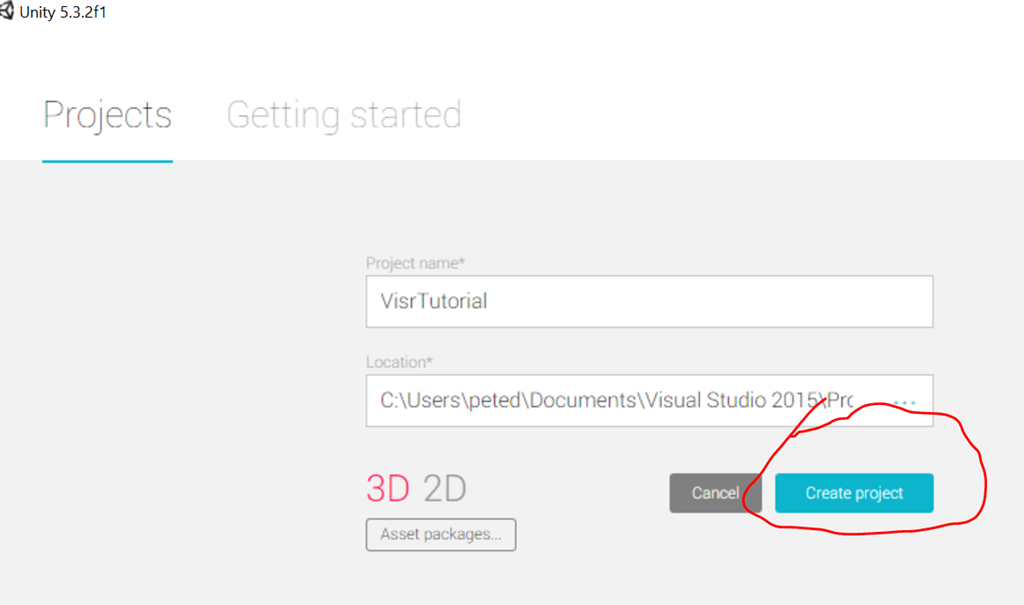 Unity 5.3.2f1
Projects Getting started
Project name*
VisrTutorial
Location*
C:\Users\peted\Documents\Visual Studio 2015\Pro ...
3D 2D Cancel Create project
Asset packages...